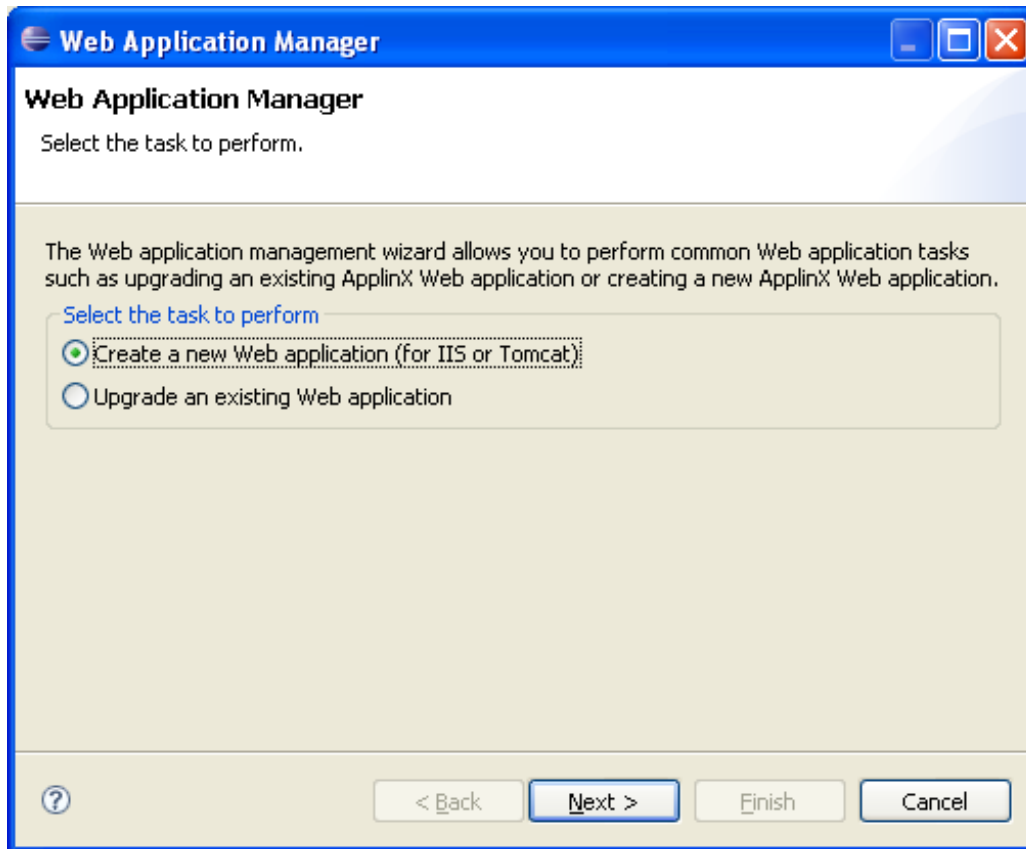 Web Application Manager
Web Application Manager
Select the task to perform.
The Web application management wizard allows you to perform common Web application tasks
such as upgrading an existing ApplinX Web application or creating a new ApplinX Web application.
Select the task to perform
Create a new Web application (for IIS or Tomcat)
Upgrade an existing Web application
? < Back Next > Finish Cancel